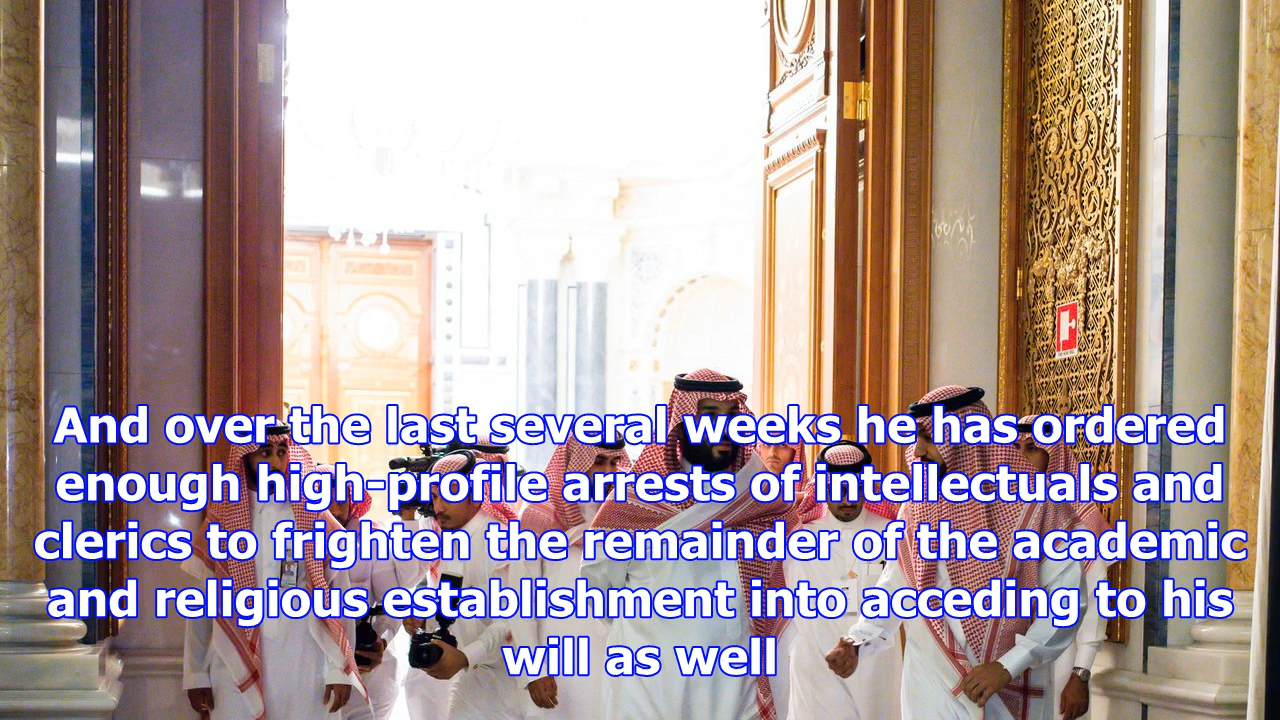 And over the last several weeks he has ordered
enough high-profile arrests of intellectuals and
clerics to frighten the remainder of the academic
and religious establishment into acceding to his
will as well